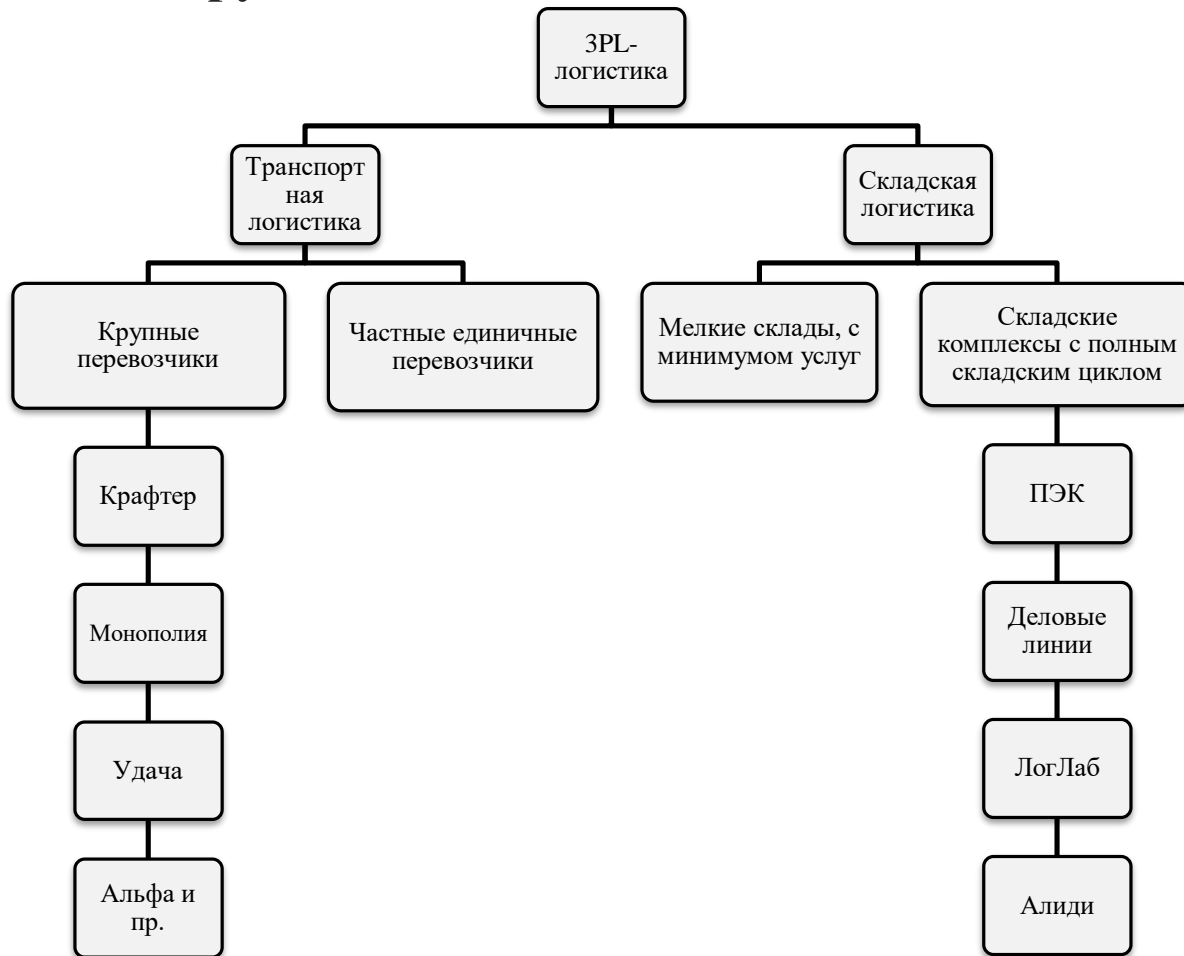 3PL-
логистика
Транспорт
ная
логистика
Складская
логистика
Крупные
перевозчики
Частные единичные
перевозчики
Мелкие склады, с
минимумом услуг
Складские
комплексы с полным
складским циклом
Крафтер
ПЭК
Монополия
Деловые
линии
Удача
ЛогЛаб
Альфа и
пр.
Алиди